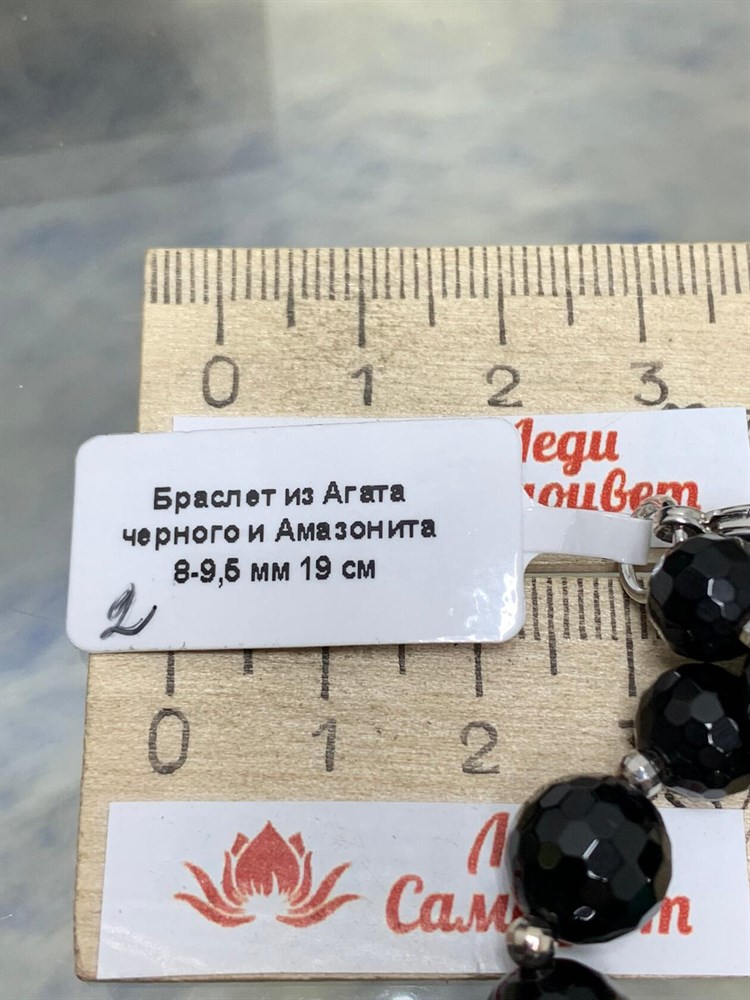 0 1 2 3
Леди
Браслет из Агата
черного и Амазонита
8-9,5 мм 19 см
2
0 1 2